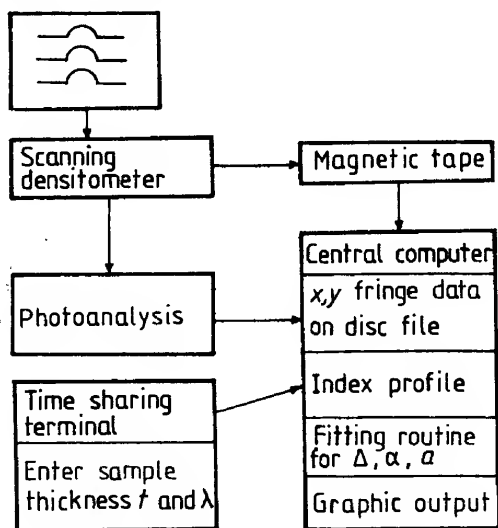 Scanning
densitometer
Magnetic tape
Photoanalysis
Central computer
x,y fringe data
on disc file
Index profile
Fitting routine
for Δ, α, a
Graphic output
Time sharing
terminal
Enter sample
thickness t and λ